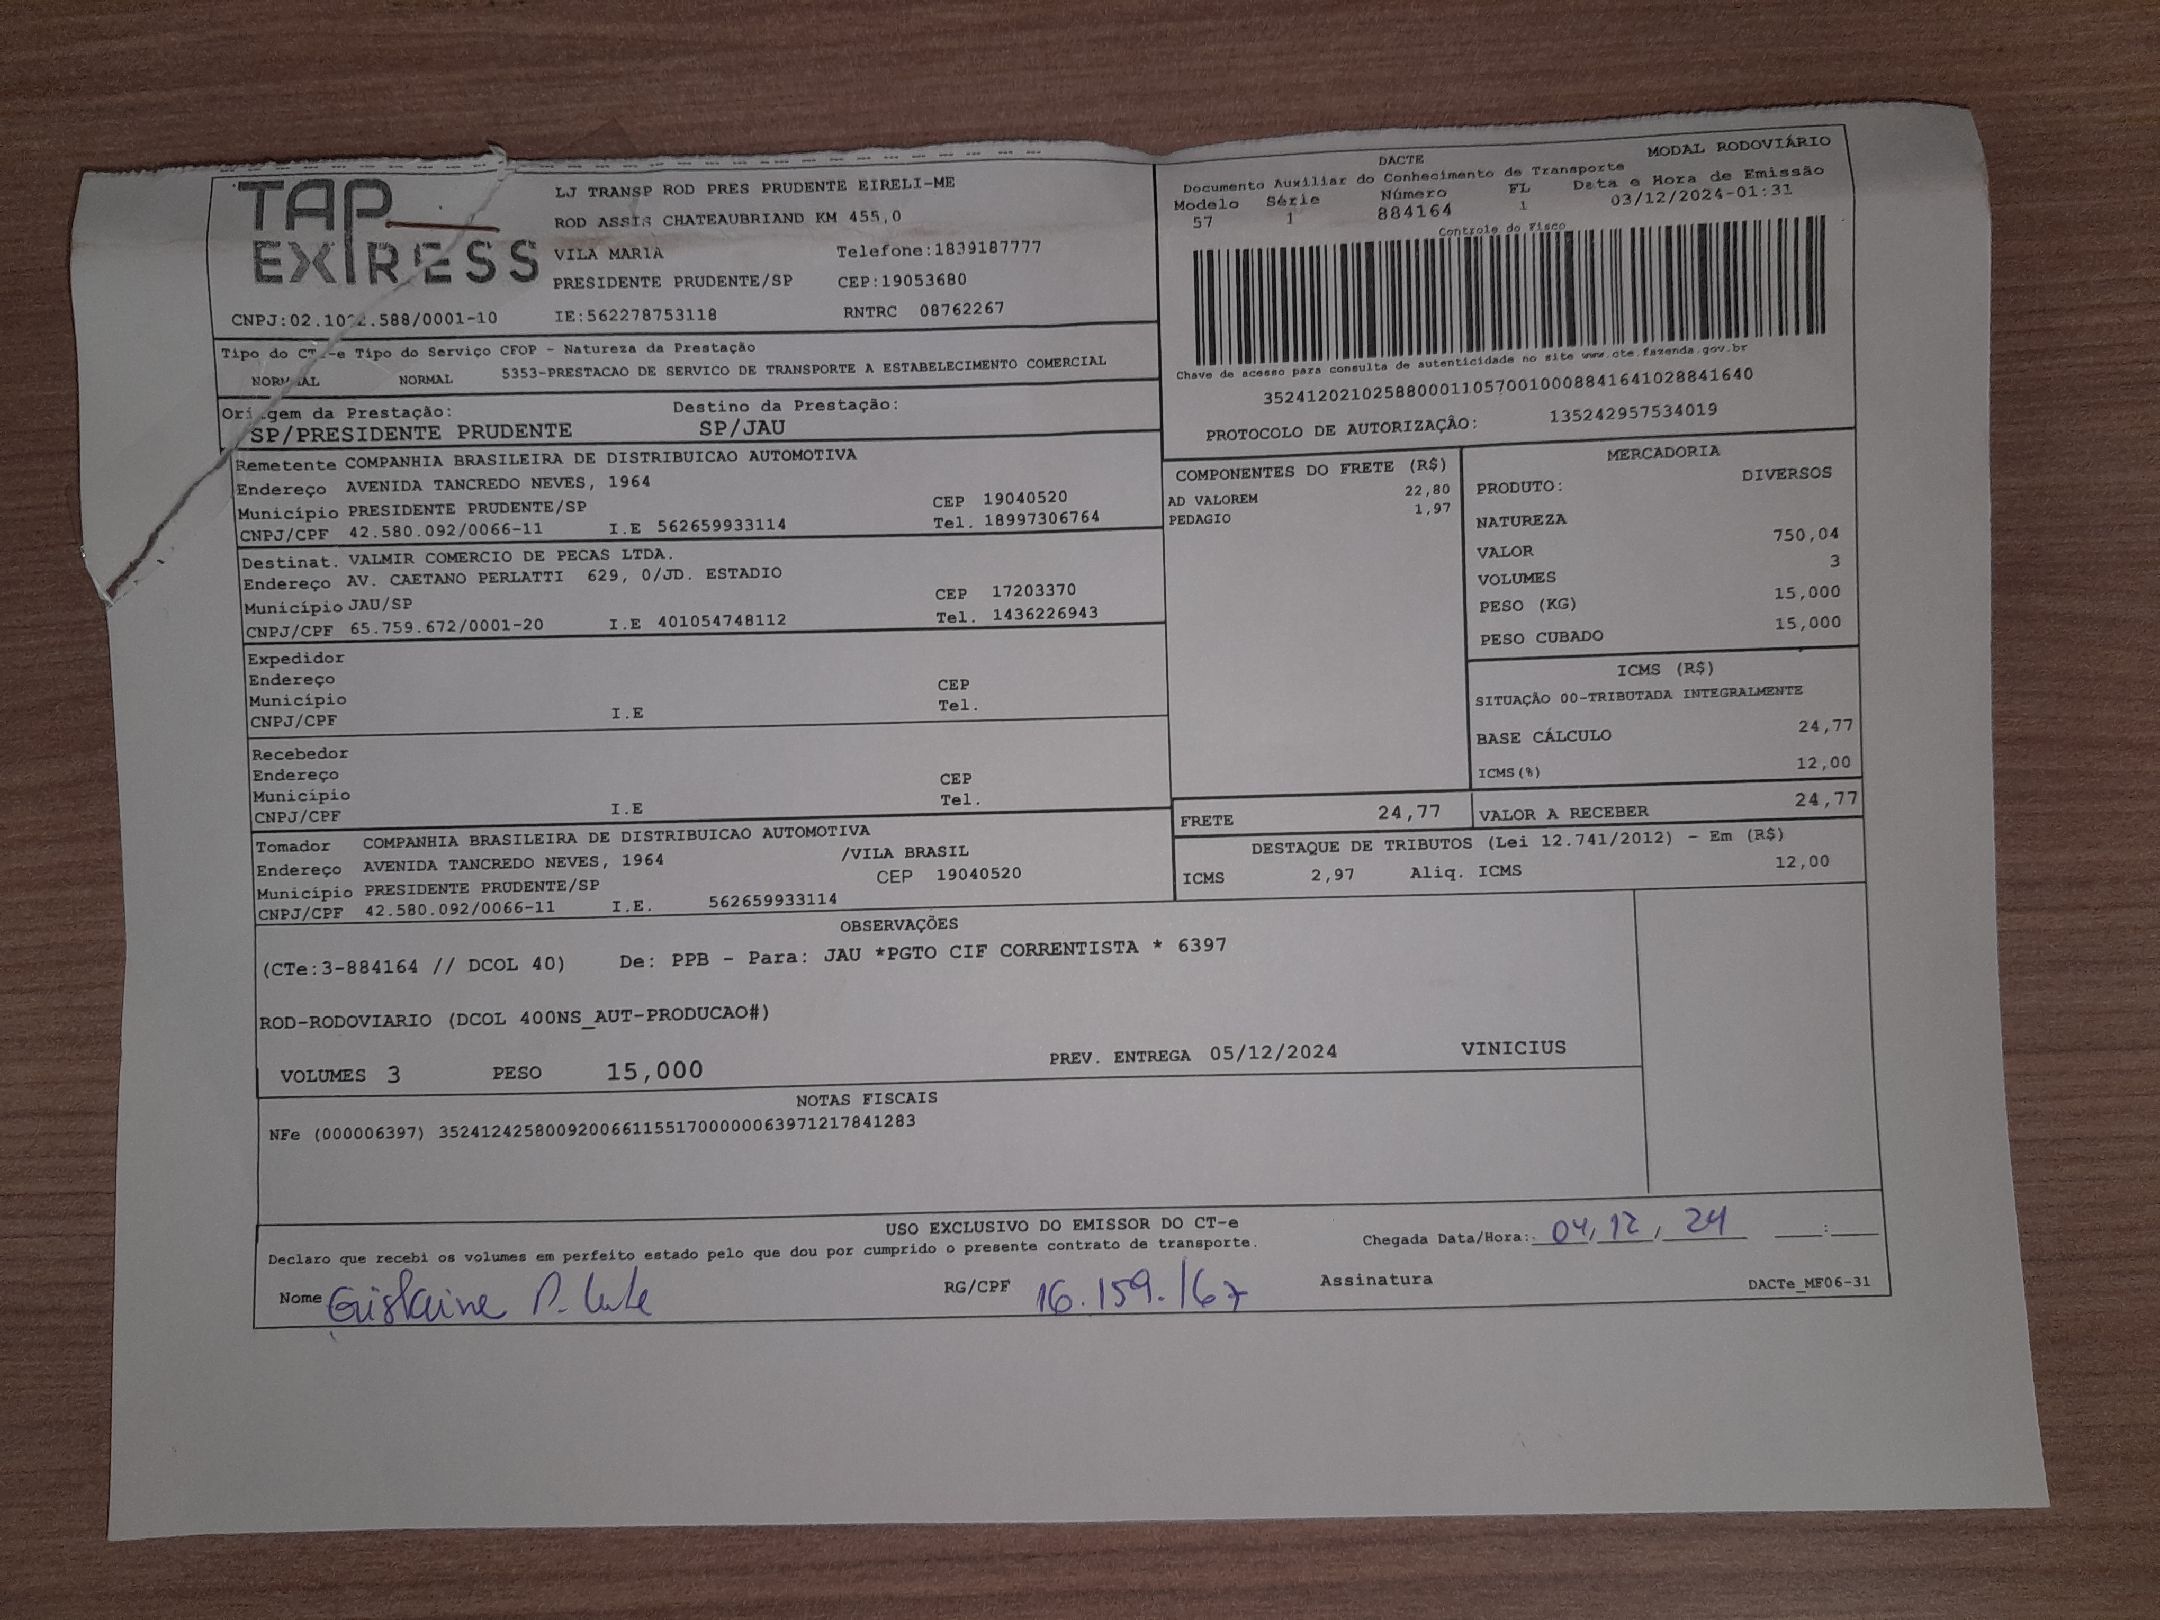 TAP
EXPRESS
LJ TRANSP ROD PRES PRUDENTE EIRELI-ME
ROD ASSIS CHATEAUBRIAND KM 455,0
VILA MARIA Telefone:1839187777
PRESIDENTE PRUDENTE/SP CEP:19053680
CNPJ:02.102.588/0001-10 IE:562278753118 RNTRC 08762267
DACTE MODAL RODOVIÁRIO
Documento Auxiliar do Conhecimento de Transporte
Modelo Série Número FL Data e Hora de Emissão
57 1 884164 1 03/12/2024-01:31
Controle do Fisco
Chave de acesso para consulta de autenticidade no site www.cte.fazenda.gov.br
35241202102588000110570010008841641028841640
PROTOCOLO DE AUTORIZAÇÂO: 135242957534019
Tipo do CT-e Tipo do Serviço CFOP - Natureza da Prestação
NORMAL NORMAL 5353-PRESTACAO DE SERVICO DE TRANSPORTE A ESTABELECIMENTO COMERCIAL
Origem da Prestação: Destino da Prestação:
SP/PRESIDENTE PRUDENTE SP/JAU
Remetente COMPANHIA BRASILEIRA DE DISTRIBUICAO AUTOMOTIVA
Endereço AVENIDA TANCREDO NEVES, 1964
Município PRESIDENTE PRUDENTE/SP CEP 19040520
CNPJ/CPF 42.580.092/0066-11 I.E 562659933114 Tel. 18997306764
Destinat. VALMIR COMERCIO DE PECAS LTDA.
Endereço AV. CAETANO PERLATTI 629, 0/JD. ESTADIO
Município JAU/SP CEP 17203370
CNPJ/CPF 65.759.672/0001-20 I.E 401054748112 Tel. 1436226943
Expedidor
Endereço
Município CEP
CNPJ/CPF I.E Tel.
Recebedor
Endereço
Município CEP
CNPJ/CPF I.E Tel.
Tomador COMPANHIA BRASILEIRA DE DISTRIBUICAO AUTOMOTIVA
Endereço AVENIDA TANCREDO NEVES, 1964 /VILA BRASIL
Município PRESIDENTE PRUDENTE/SP CEP 19040520
CNPJ/CPF 42.580.092/0066-11 I.E. 562659933114
COMPONENTES DO FRETE (R$)
AD VALOREM 22,80
PEDAGIO 1,97
MERCADORIA
PRODUTO: DIVERSOS
NATUREZA
VALOR 750,04
VOLUMES 3
PESO (KG) 15,000
PESO CUBADO 15,000
ICMS (R$)
SITUAÇÃO 00-TRIBUTADA INTEGRALMENTE
BASE CÁLCULO 24,77
ICMS(%) 12,00
FRETE 24,77 VALOR A RECEBER 24,77
DESTAQUE DE TRIBUTOS (Lei 12.741/2012) - Em (R$)
ICMS 2,97 Aliq. ICMS 12,00
OBSERVAÇÕES
(CTe:3-884164 // DCOL 40) De: PPB - Para: JAU *PGTO CIF CORRENTISTA * 6397
ROD-RODOVIARIO (DCOL 400NS_AUT-PRODUCAO#)
VOLUMES 3 PESO 15,000 PREV. ENTREGA 05/12/2024 VINICIUS
NOTAS FISCAIS
NFe (000006397) 35241242580092006611551700000063971217841283
USO EXCLUSIVO DO EMISSOR DO CT-e
Declaro que recebi os volumes em perfeito estado pelo que dou por cumprido o presente contrato de transporte.
Chegada Data/Hora: 04, 12, 24 :
Nome Gislaine P. RG/CPF 16.159.167 Assinatura DACTe_MF06-31